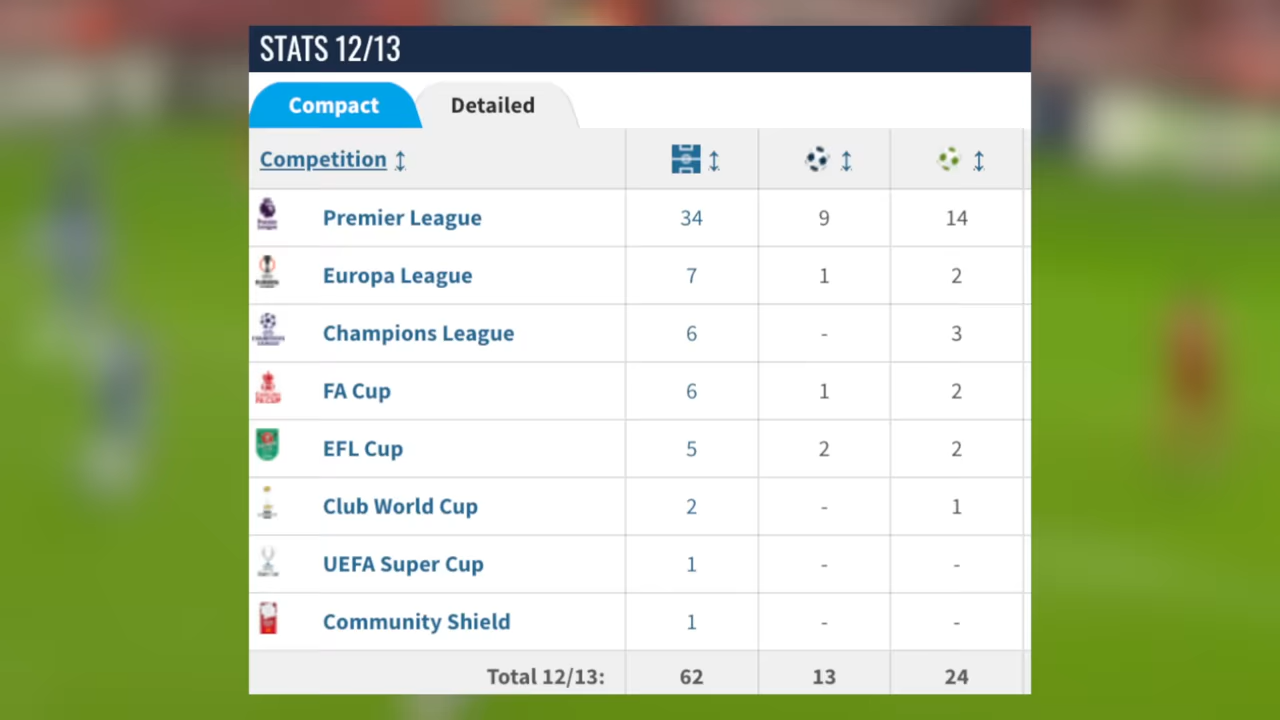 STATS 12/13
Compact Detailed
Competition ↕ ↕ ↕ ↕
Premier League 34 9 14
Europa League 7 1 2
Champions League 6 - 3
FA Cup 6 1 2
EFL Cup 5 2 2
Club World Cup 2 - 1
UEFA Super Cup 1 - -
Community Shield 1 - -
Total 12/13: 62 13 24